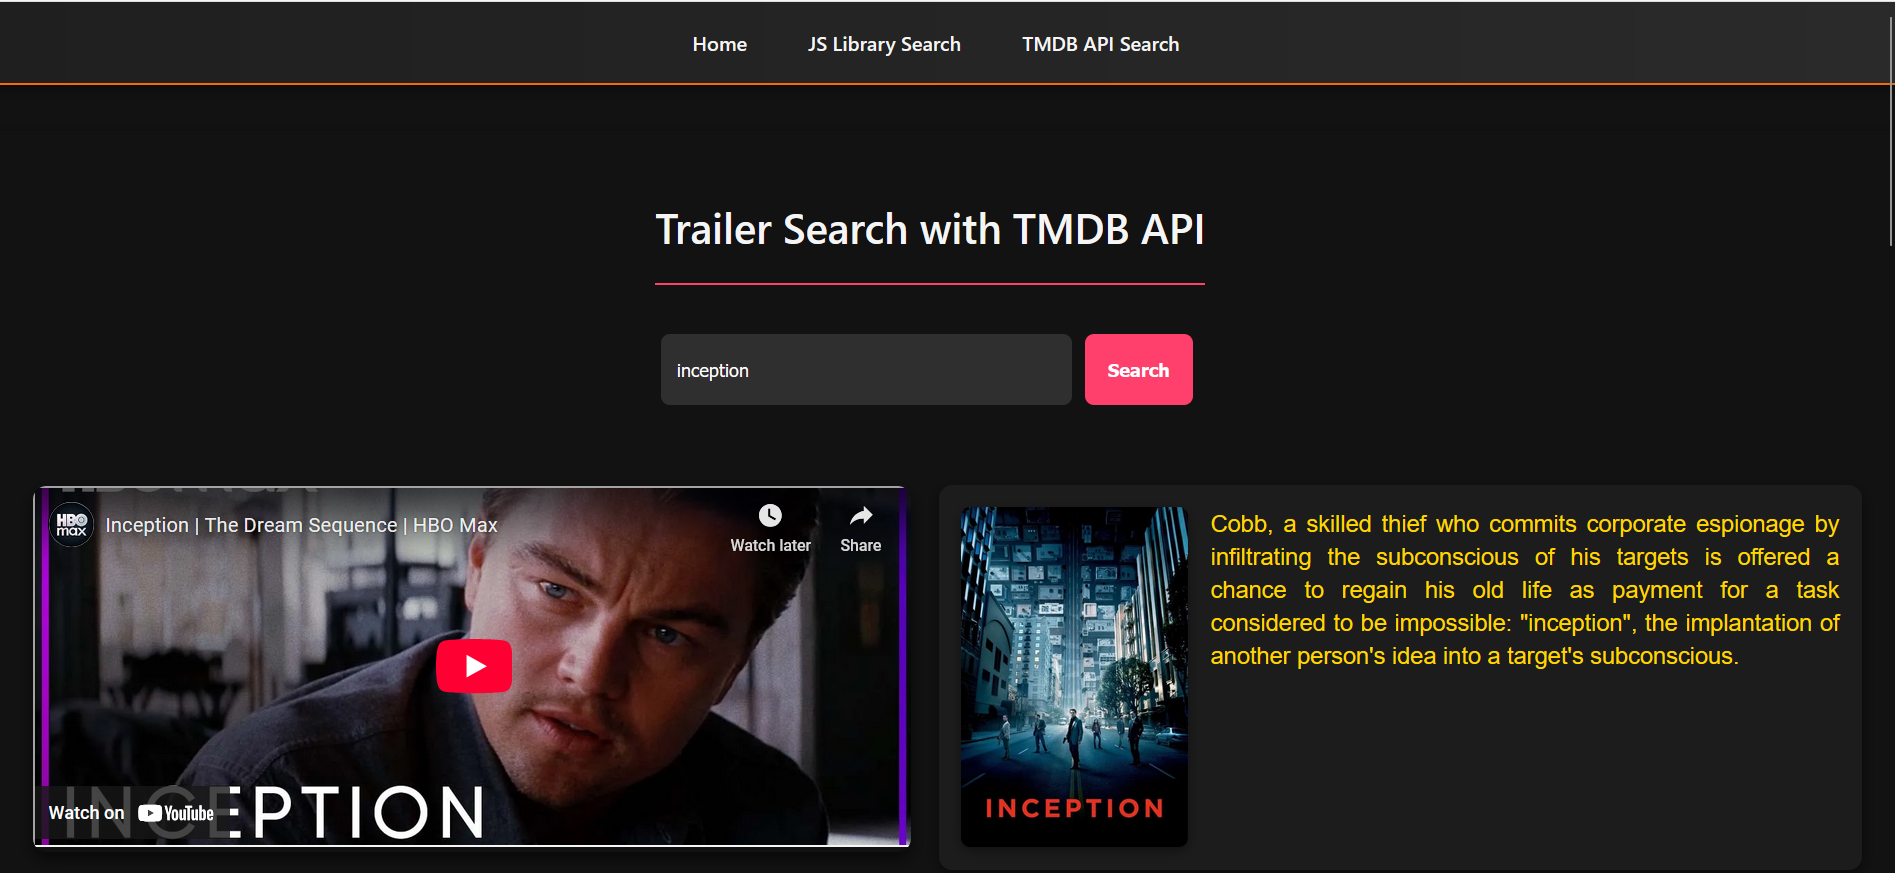 Home JS Library Search TMDB API Search
Trailer Search with TMDB API
inception Search
HBO max
Inception | The Dream Sequence | HBO Max
Watch later
Share
Watch on YouTube
INCEPTION
INCEPTION
Cobb, a skilled thief who commits corporate espionage by
infiltrating the subconscious of his targets is offered a
chance to regain his old life as payment for a task
considered to be impossible: "inception", the implantation of
another person's idea into a target's subconscious.